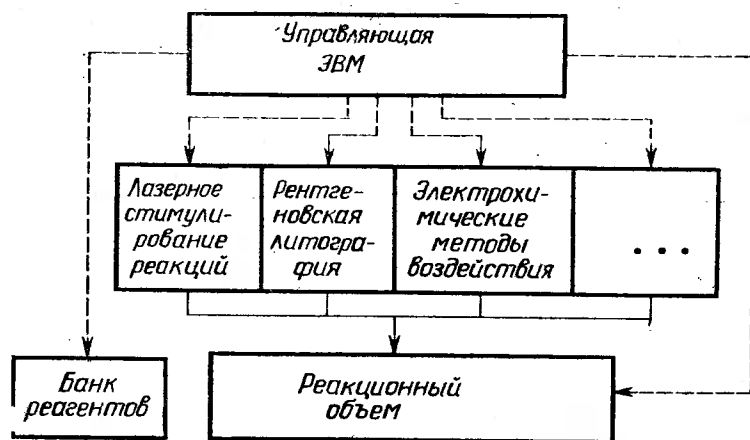 Управляющая
ЭВМ
Лазерное
стимули-
рование
реакций
Рентге-
новская
литогра-
фия
Электрохи-
мические
методы
воздействия
...
Банк
реагентов
Реакционный
объем